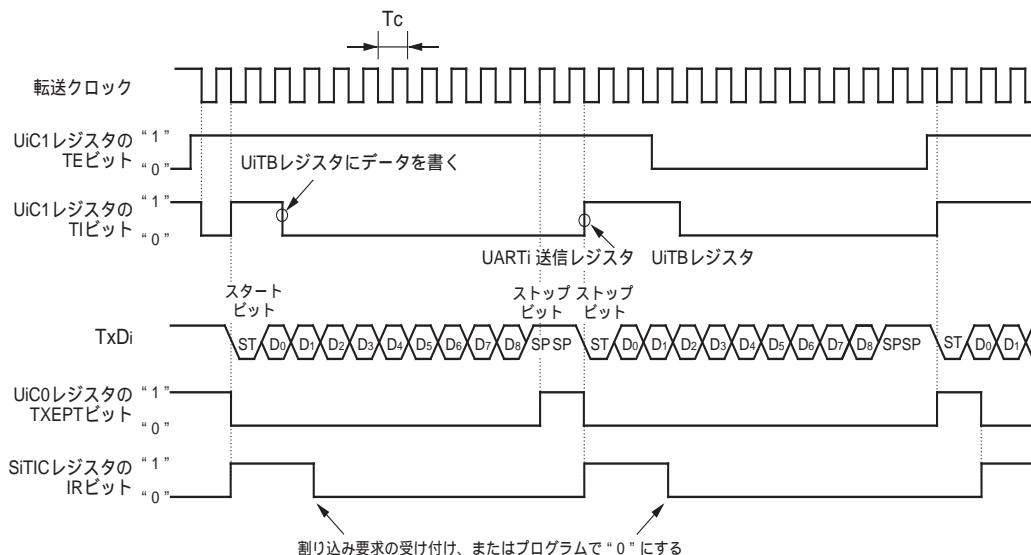 Tc
転送クロック
UiC1レジスタの
TEビット
“ 1 ”
“ 0 ”
UiTBレジスタにデータを書く
UiC1レジスタの
TIビット
“ 1 ”
“ 0 ”
UARTi 送信レジスタ UiTBレジスタ
スタート
ビット
ストップ
ビット
ストップ
ビット
TxDi
ST D0 D1 D2 D3 D4 D5 D6 D7 D8 SP SP ST D0 D1 D2 D3 D4 D5 D6 D7 D8 SPSP ST D0 D1
UiC0レジスタの
TXEPTビット
“ 1 ”
“ 0 ”
SiTICレジスタの
IRビット
“ 1 ”
“ 0 ”
割り込み要求の受け付け、またはプログラムで “ 0 ” にする